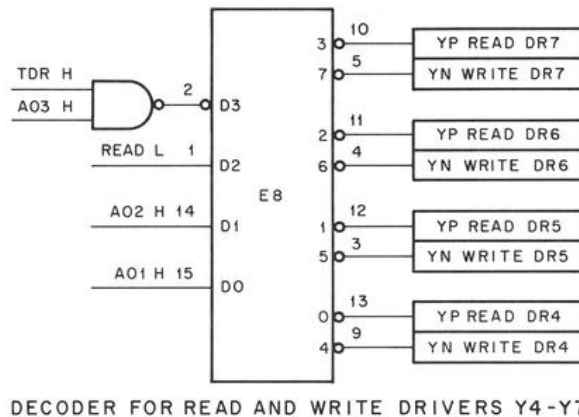 3 10 YP READ DR7
TDR H 7 5 YN WRITE DR7
2 D3
A03 H
2 11 YP READ DR6
READ L 1 D2 6 4 YN WRITE DR6
E8
A02 H 14 D1 1 12 YP READ DR5
5 3 YN WRITE DR5
A01 H 15 D0
0 13 YP READ DR4
4 9 YN WRITE DR4
DECODER FOR READ AND WRITE DRIVERS Y4-Y7